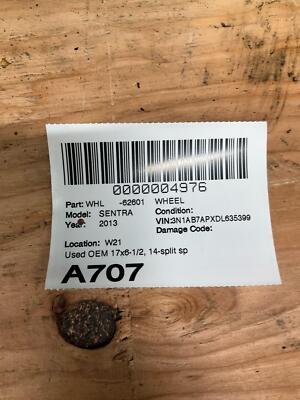 0000004976
Part: WHL -62601 WHEEL
Model: SENTRA Condition:
Year: 2013 VIN:3N1AB7APXDL635399
Damage Code:
Location: W21
Used OEM 17x6-1/2, 14-split sp
A707